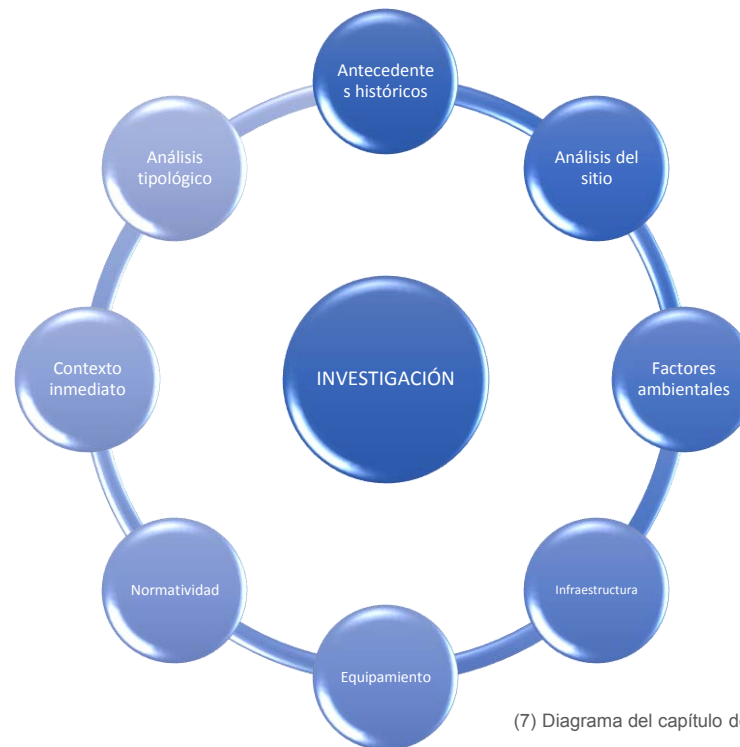 Antecedente
s históricos
Análisis del
sitio
Factores
ambientales
Infraestructura
Equipamiento
Normatividad
Contexto
inmediato
Análisis
tipológico
INVESTIGACIÓN
(7) Diagrama del capítulo d